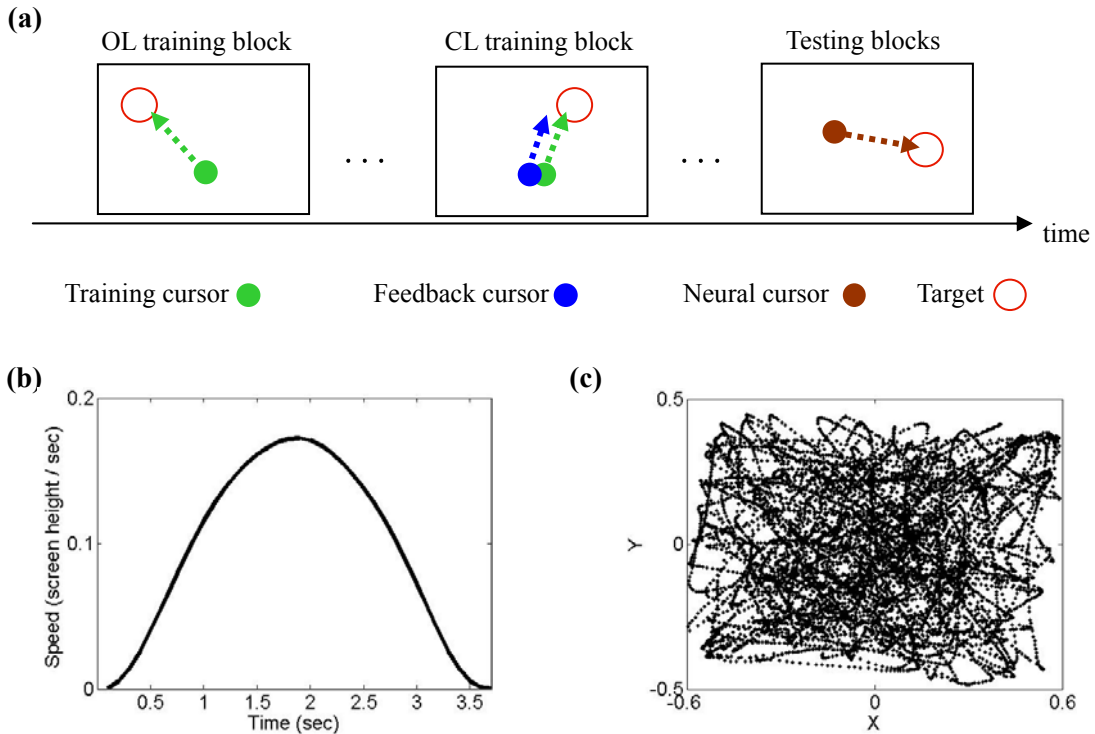 (a)
OL training block
CL training block
Testing blocks
. . .
. . .
time
Training cursor
Feedback cursor
Neural cursor
Target
(b)
0.2
0.1
0
Speed (screen height / sec)
0.5 1 1.5 2 2.5 3 3.5
Time (sec)
(c)
0.5
0
-0.5
Y
-0.6 0 0.6
X